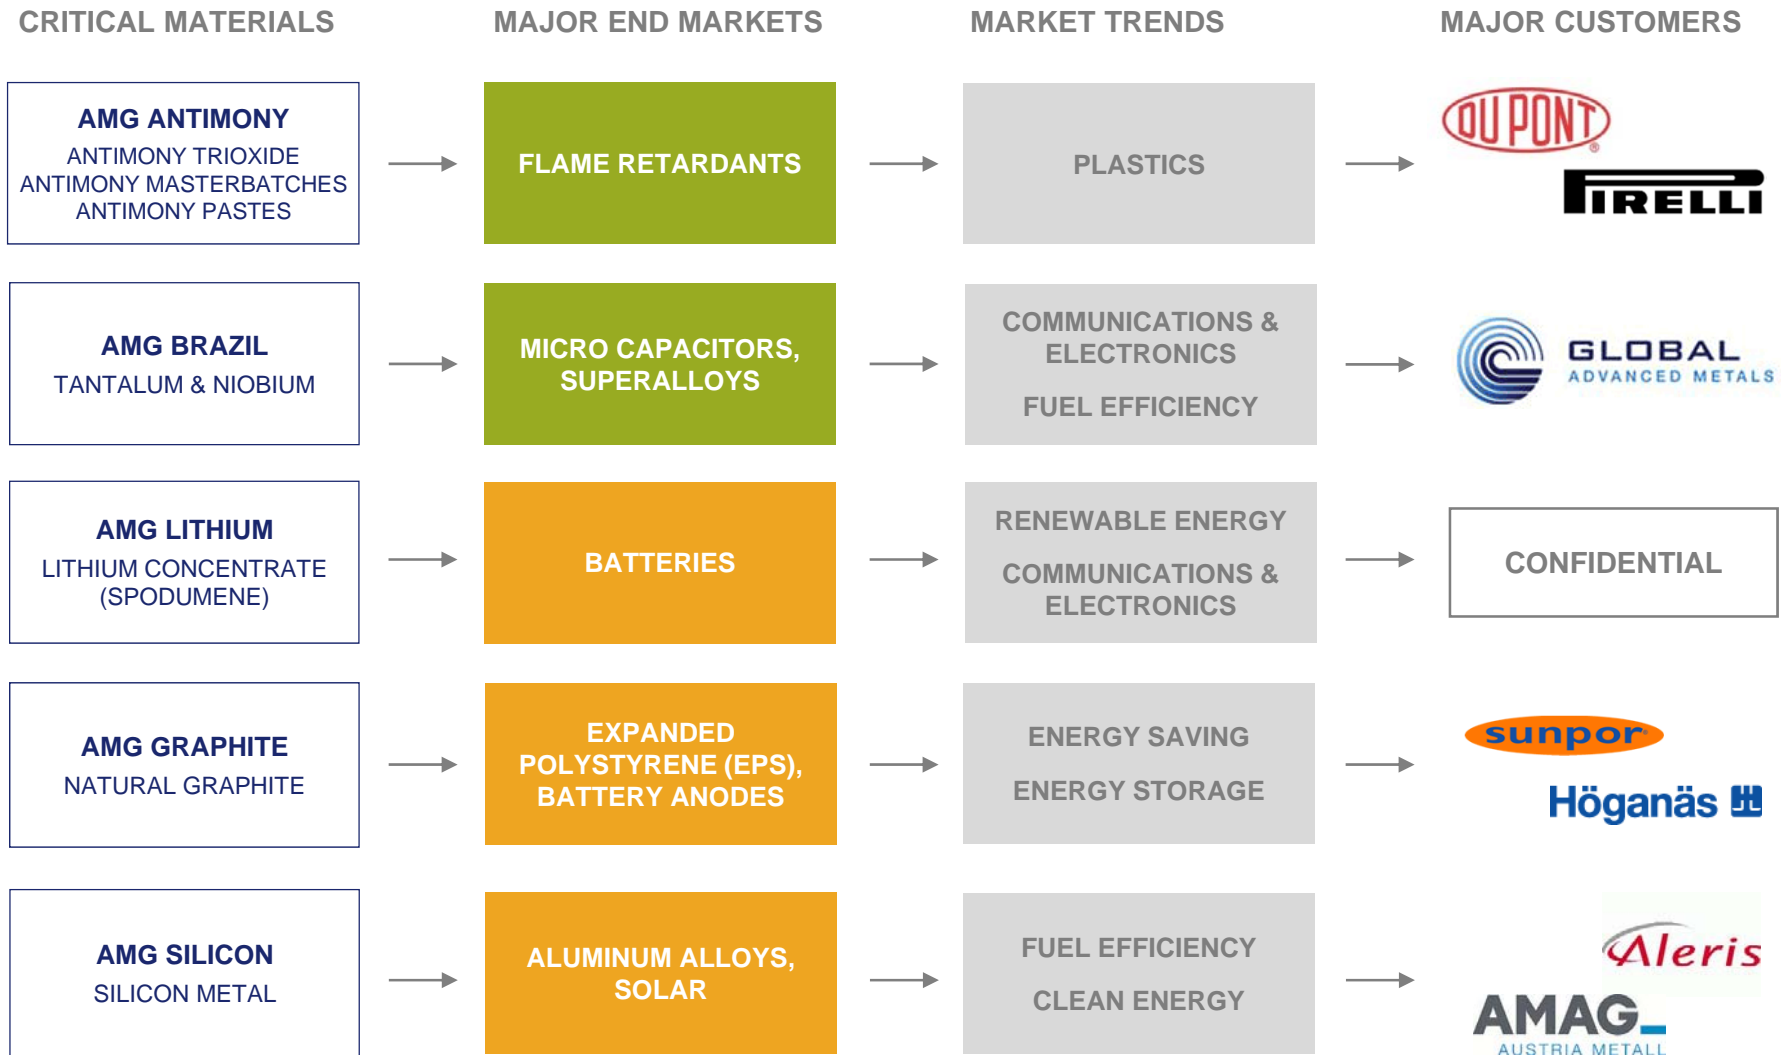 CRITICAL MATERIALS
MAJOR END MARKETS
MARKET TRENDS
MAJOR CUSTOMERS
AMG ANTIMONY
ANTIMONY TRIOXIDE
ANTIMONY MASTERBATCHES
ANTIMONY PASTES
FLAME RETARDANTS
PLASTICS
DU PONT
®
PIRELLI
AMG BRAZIL
TANTALUM & NIOBIUM
MICRO CAPACITORS,
SUPERALLOYS
COMMUNICATIONS &
ELECTRONICS
FUEL EFFICIENCY
GLOBAL
ADVANCED METALS
AMG LITHIUM
LITHIUM CONCENTRATE
(SPODUMENE)
BATTERIES
RENEWABLE ENERGY
COMMUNICATIONS &
ELECTRONICS
CONFIDENTIAL
AMG GRAPHITE
NATURAL GRAPHITE
EXPANDED
POLYSTYRENE (EPS),
BATTERY ANODES
ENERGY SAVING
ENERGY STORAGE
sunpor
Höganäs
AMG SILICON
SILICON METAL
ALUMINUM ALLOYS,
SOLAR
FUEL EFFICIENCY
CLEAN ENERGY
Aleris
AMAG
AUSTRIA METALL